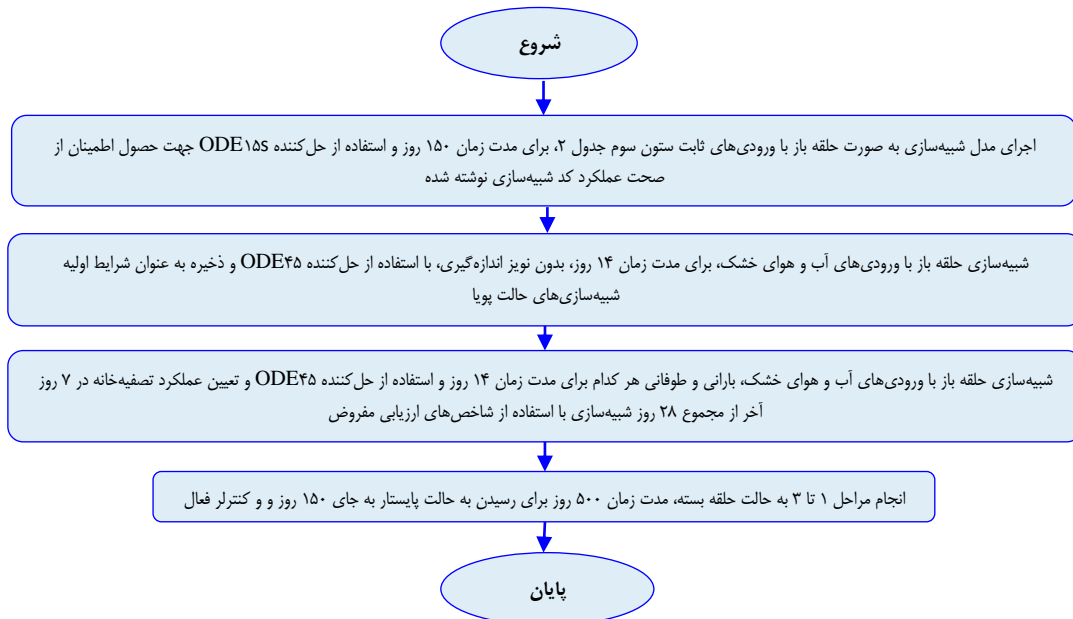 شروع
اجرای مدل شبیه‌سازی به صورت حلقه باز با ورودی‌های ثابت ستون سوم جدول ۲، برای مدت زمان ۱۵۰ روز و استفاده از حل‌کننده ODE۱۵s جهت حصول اطمینان از
صحت عملکرد کد شبیه‌سازی نوشته شده
شبیه‌سازی حلقه باز با ورودی‌های آب و هوای خشک، برای مدت زمان ۱۴ روز، بدون نویز اندازه‌گیری، با استفاده از حل‌کننده ODE۴۵ و ذخیره به عنوان شرایط اولیه
شبیه‌سازی‌های حالت پویا
شبیه‌سازی حلقه باز با ورودی‌های آب و هوای خشک، بارانی و طوفانی هر کدام برای مدت زمان ۱۴ روز و استفاده از حل‌کننده ODE۴۵ و تعیین عملکرد تصفیه‌خانه در ۷ روز
آخر از مجموع ۲۸ روز شبیه‌سازی با استفاده از شاخص‌های ارزیابی مفروض
انجام مراحل ۱ تا ۳ به حالت حلقه بسته، مدت زمان ۵۰۰ روز برای رسیدن به حالت پایستار به جای ۱۵۰ روز و و کنترلر فعال
پایان